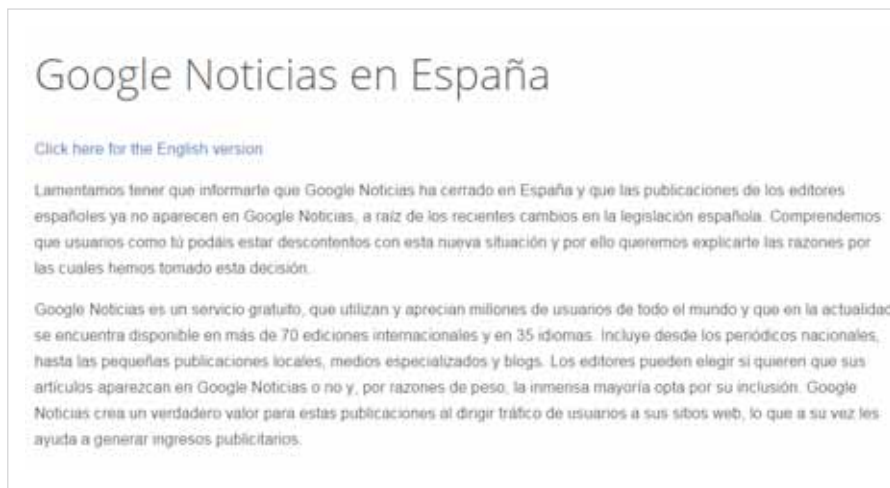 Google Noticias en España
Click here for the English version
Lamentamos tener que informarte que Google Noticias ha cerrado en España y que las publicaciones de los editores
españoles ya no aparecen en Google Noticias, a raíz de los recientes cambios en la legislación española. Comprendemos
que usuarios como tú podáis estar descontentos con esta nueva situación y por ello queremos explicarte las razones por
las cuales hemos tomado esta decisión.
Google Noticias es un servicio gratuito, que utilizan y aprecian millones de usuarios de todo el mundo y que en la actualidad
se encuentra disponible en más de 70 ediciones internacionales y en 35 idiomas. Incluye desde los periódicos nacionales,
hasta las pequeñas publicaciones locales, medios especializados y blogs. Los editores pueden elegir si quieren que sus
artículos aparezcan en Google Noticias o no y, por razones de peso, la inmensa mayoría opta por su inclusión. Google
Noticias crea un verdadero valor para estas publicaciones al dirigir tráfico de usuarios a sus sitios web, lo que a su vez les
ayuda a generar ingresos publicitarios.